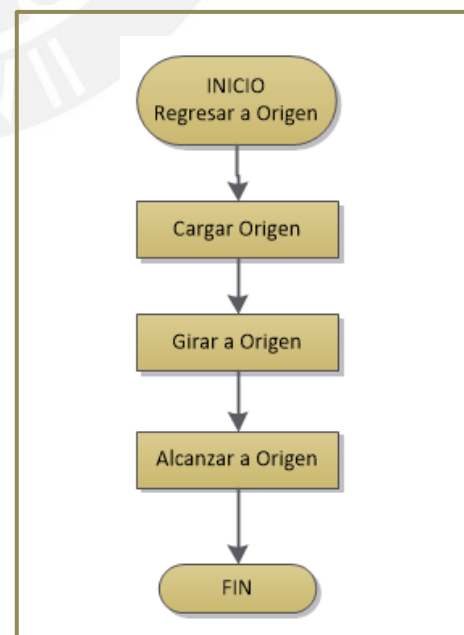 INICIO
Regresar a Origen
Cargar Origen
Girar a Origen
Alcanzar a Origen
FIN